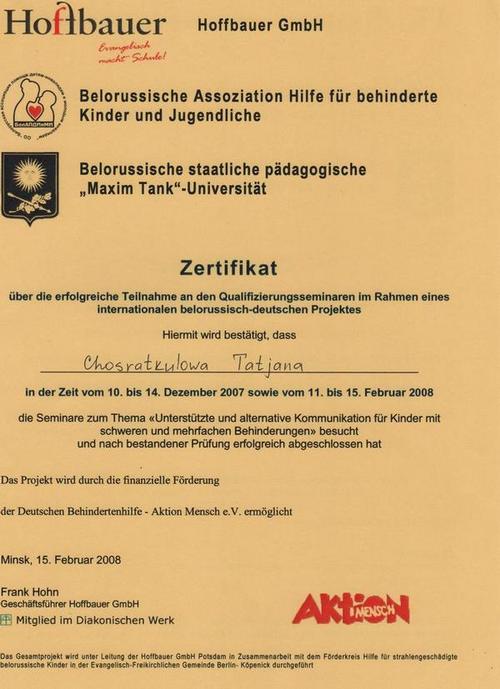 Hoffbauer
Evangelisch
macht Schule!
Hoffbauer GmbH
Belorussische Assoziation Hilfe für behinderte
Kinder und Jugendliche
Belorussische staatliche pädagogische
„Maxim Tank“-Universität
Zertifikat
über die erfolgreiche Teilnahme an den Qualifizierungsseminaren im Rahmen eines
internationalen belorussisch-deutschen Projektes
Hiermit wird bestätigt, dass
Chosratkulowa Tatjana
in der Zeit vom 10. bis 14. Dezember 2007 sowie vom 11. bis 15. Februar 2008
die Seminare zum Thema «Unterstützte und alternative Kommunikation für Kinder mit
schweren und mehrfachen Behinderungen» besucht
und nach bestandener Prüfung erfolgreich abgeschlossen hat
Das Projekt wird durch die finanzielle Förderung
der Deutschen Behindertenhilfe - Aktion Mensch e.V. ermöglicht
Minsk, 15. Februar 2008
Frank Hohn
Geschäftsführer Hoffbauer GmbH
Mitglied im Diakonischen Werk
AKtiON
MENSCH
Das Gesamtprojekt wird unter Leitung der Hoffbauer GmbH Potsdam in Zusammenarbeit mit dem Förderkreis Hilfe für strahlengeschädigte
belorussische Kinder in der Evangelisch-Freikirchlichen Gemeinde Berlin- Köpenick durchgeführt